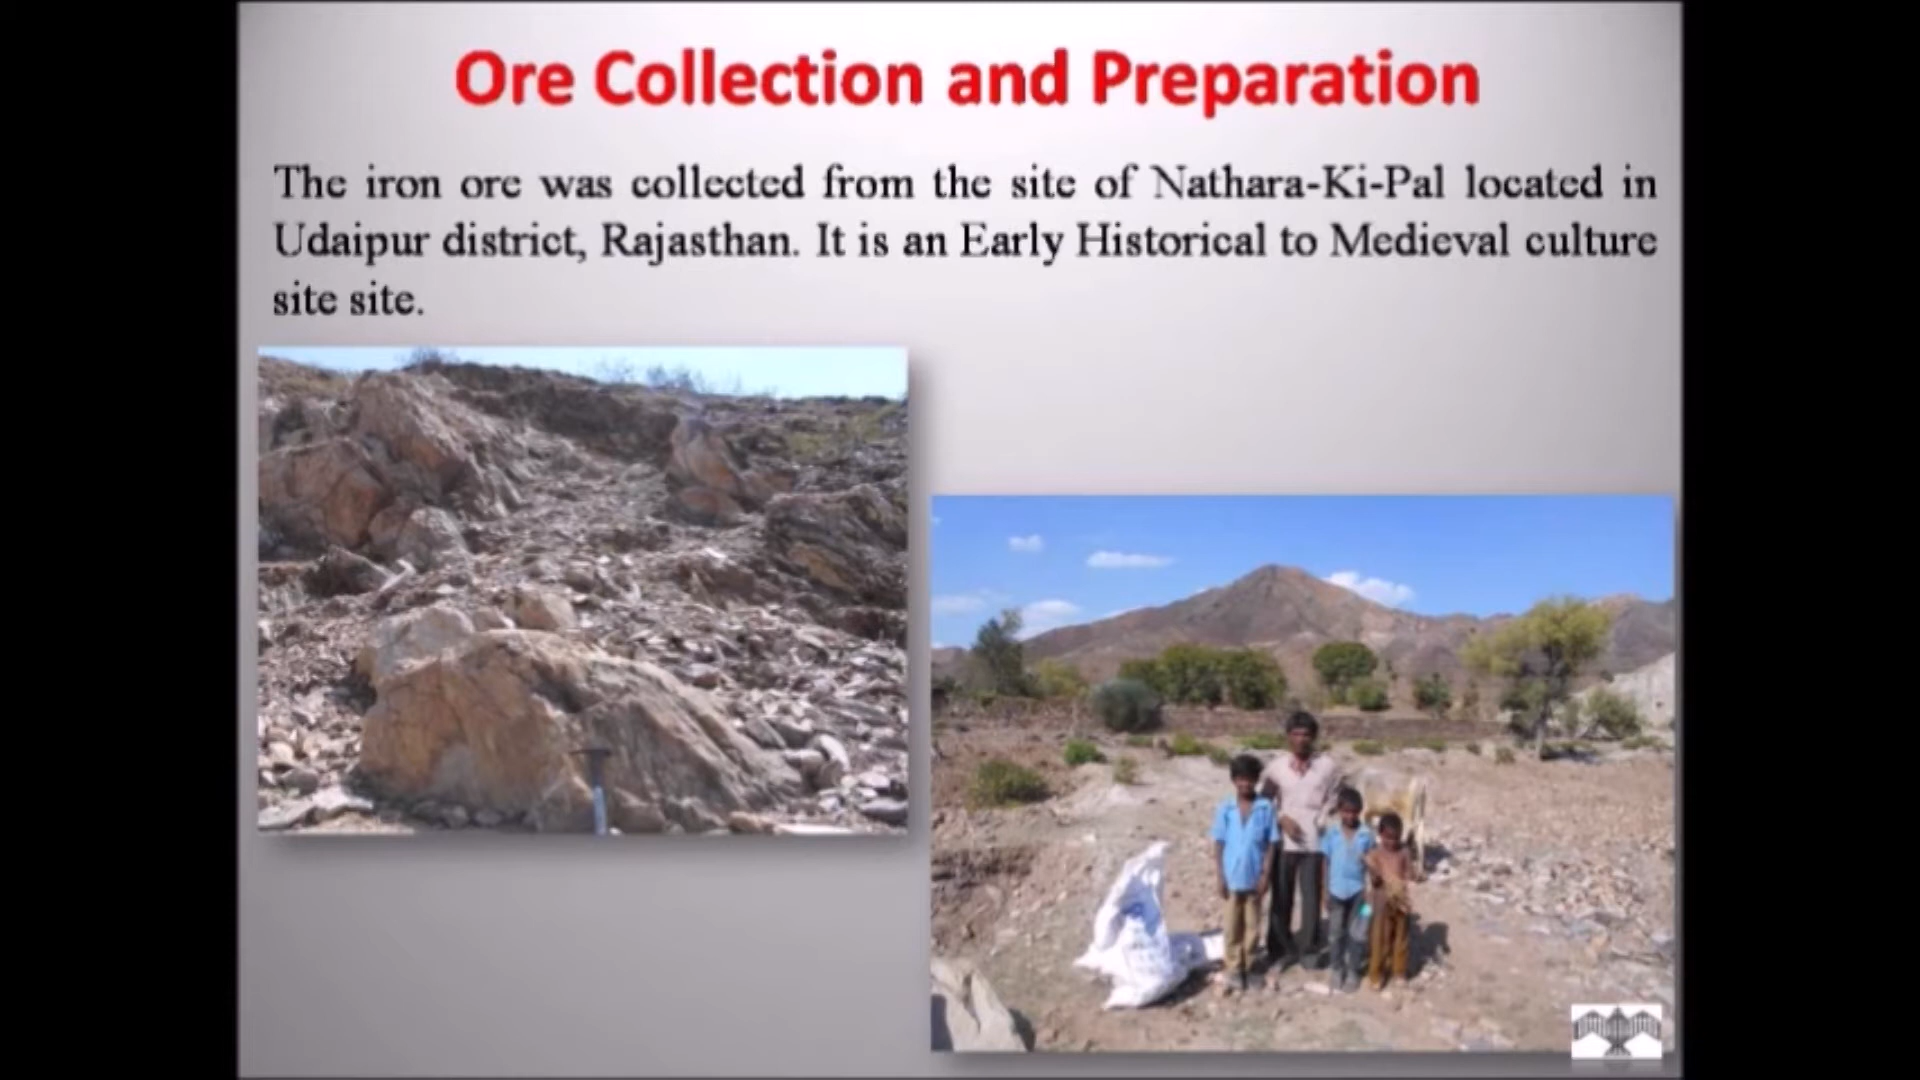 Ore Collection and Preparation
The iron ore was collected from the site of Nathara-Ki-Pal located in
Udaipur district, Rajasthan. It is an Early Historical to Medieval culture
site site.